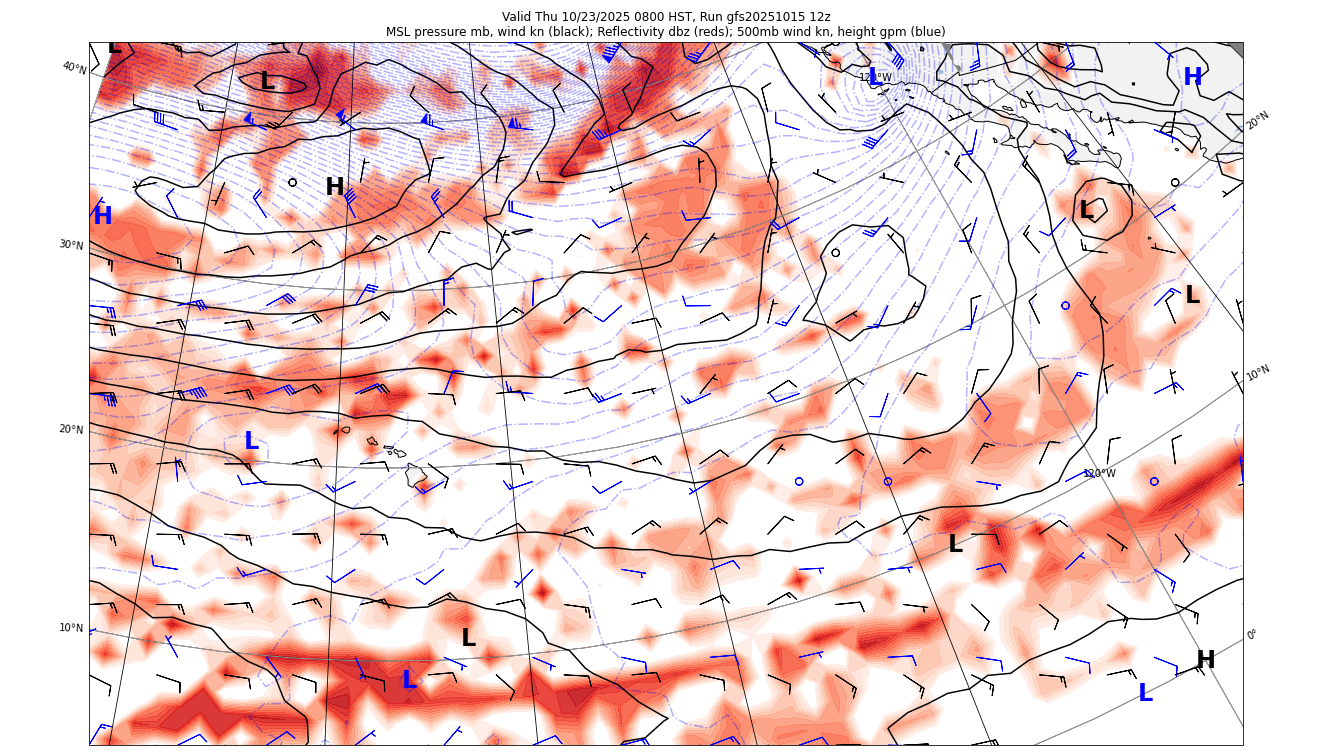 Valid Thu 10/23/2025 0800 HST, Run gfs20251015 12z
MSL pressure mb, wind kn (black); Reflectivity dbz (reds); 500mb wind kn, height gpm (blue)
L
40°N
L
L
120°W
H
20°N
H
H
L
30°N
L
10°N
20°N
L
120°W
L
10°N
L
0°
H
L
L